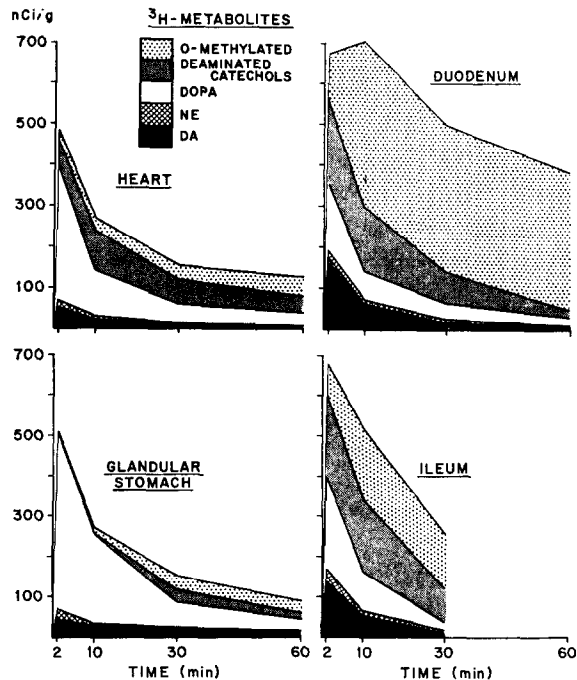 nCi/g
³H-METABOLITES
O-METHYLATED
DEAMINATED
CATECHOLS
DOPA
NE
DA
700
500
300
100
HEART
DUODENUM
700
500
300
100
GLANDULAR
STOMACH
ILEUM
2 10 30 60
2 10 30 60
TIME (min)
TIME (min)